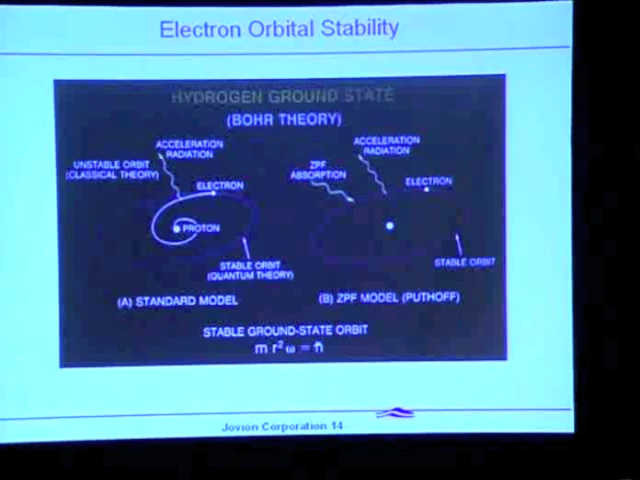 Electron Orbital Stability
HYDROGEN GROUND STATE
(BOHR THEORY)
ACCELERATION
RADIATION
UNSTABLE ORBIT
(CLASSICAL THEORY)
ELECTRON
PROTON
STABLE ORBIT
(QUANTUM THEORY)
(A) STANDARD MODEL
ACCELERATION
RADIATION
ZPF
ABSORPTION
ELECTRON
STABLE ORBIT
(B) ZPF MODEL (PUTHOFF)
STABLE GROUND-STATE ORBIT
m r² ω = ħ
Jovion Corporation 14